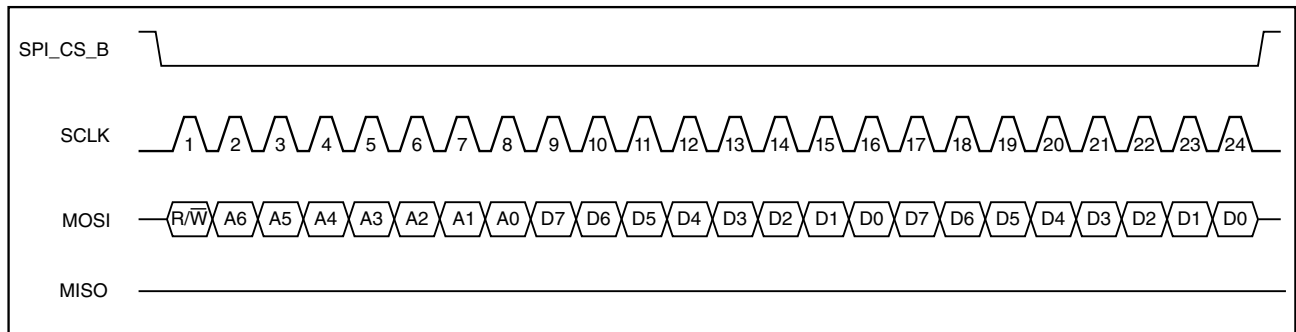 SPI_CS_B
SCLK 1 2 3 4 5 6 7 8 9 10 11 12 13 14 15 16 17 18 19 20 21 22 23 24
MOSI R/W̅ A6 A5 A4 A3 A2 A1 A0 D7 D6 D5 D4 D3 D2 D1 D0 D7 D6 D5 D4 D3 D2 D1 D0
MISO